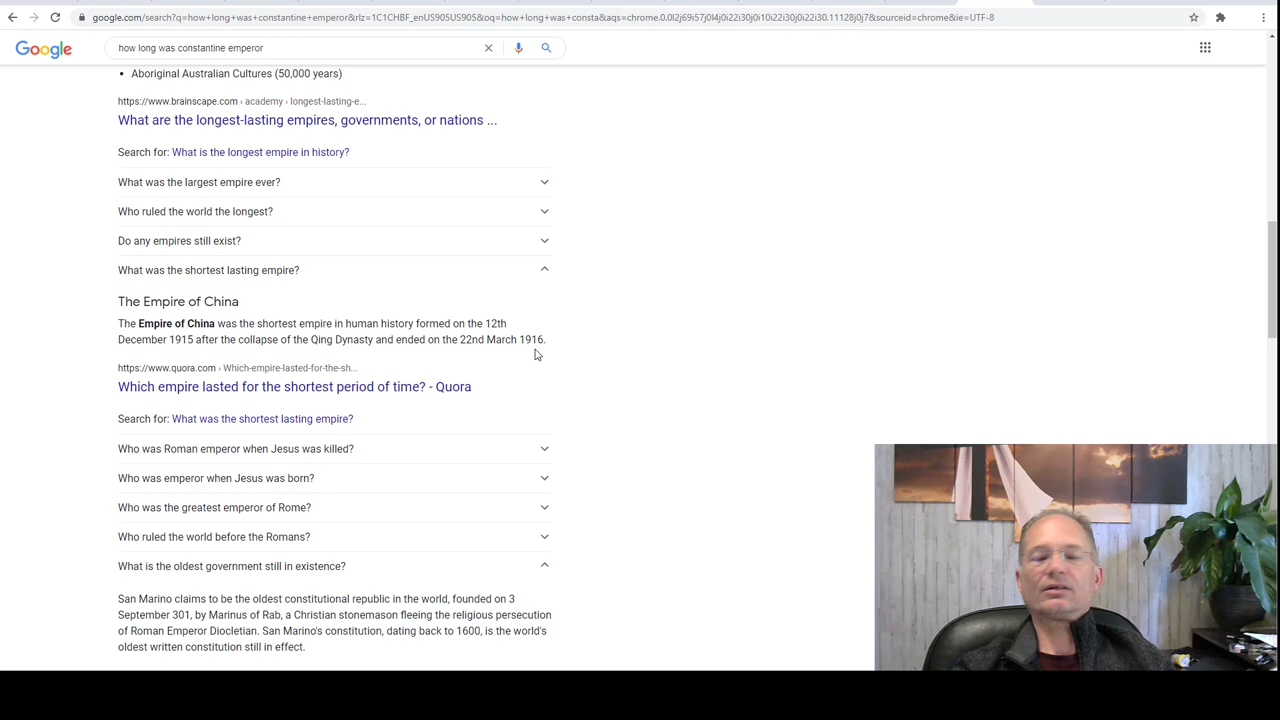 google.com/search?q=how+long+was+constantine+emperor&rlz=1C1CHBF_enUS905US905&oq=how+long+was+consta&aqs=chrome.0.0l2j69i57j0l4j0i22i30j0i10i22i30j0i22i30.11128j0j7&sourceid=chrome&ie=UTF-8
Google
how long was constantine emperor
• Aboriginal Australian Cultures (50,000 years)
https://www.brainscape.com › academy › longest-lasting-e...
What are the longest-lasting empires, governments, or nations ...
Search for: What is the longest empire in history?
What was the largest empire ever?
Who ruled the world the longest?
Do any empires still exist?
What was the shortest lasting empire?
The Empire of China
The Empire of China was the shortest empire in human history formed on the 12th
December 1915 after the collapse of the Qing Dynasty and ended on the 22nd March 1916.
https://www.quora.com › Which-empire-lasted-for-the-sh...
Which empire lasted for the shortest period of time? - Quora
Search for: What was the shortest lasting empire?
Who was Roman emperor when Jesus was killed?
Who was emperor when Jesus was born?
Who was the greatest emperor of Rome?
Who ruled the world before the Romans?
What is the oldest government still in existence?
San Marino claims to be the oldest constitutional republic in the world, founded on 3
September 301, by Marinus of Rab, a Christian stonemason fleeing the religious persecution
of Roman Emperor Diocletian. San Marino's constitution, dating back to 1600, is the world's
oldest written constitution still in effect.